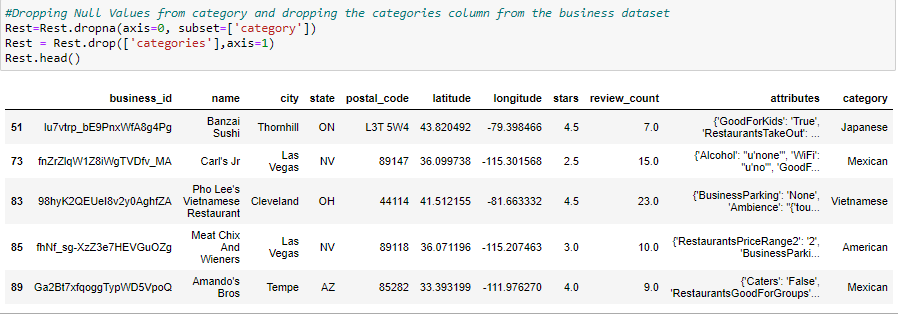 #Dropping Null Values from category and dropping the categories column from the business dataset
Rest=Rest.dropna(axis=0, subset=['category'])
Rest = Rest.drop(['categories'],axis=1)
Rest.head()
business_id name city state postal_code latitude longitude stars review_count attributes category
51 lu7vtrp_bE9PnxWfA8g4Pg Banzai Sushi Thornhill ON L3T 5W4 43.820492 -79.398466 4.5 7.0 {'GoodForKids': 'True', 'RestaurantsTakeOut': ... Japanese
73 fnZrZlqW1Z8iWgTVDfv_MA Carl's Jr Las Vegas NV 89147 36.099738 -115.301568 2.5 15.0 {'Alcohol': "u'none'", 'WiFi': "u'no'", 'GoodF... Mexican
83 98hyK2QEUeI8v2y0AghfZA Pho Lee's Vietnamese Restaurant Cleveland OH 44114 41.512155 -81.663332 4.5 23.0 {'BusinessParking': 'None', 'Ambience': "{'tou... Vietnamese
85 fhNf_sg-XzZ3e7HEVGuOZg Meat Chix And Wieners Las Vegas NV 89118 36.071196 -115.207463 3.0 10.0 {'RestaurantsPriceRange2': '2', 'BusinessParki... American
89 Ga2Bt7xfqoggTypWD5VpoQ Amando's Bros Tempe AZ 85282 33.393199 -111.976270 4.0 9.0 {'Caters': 'False', 'RestaurantsGoodForGroups'... Mexican